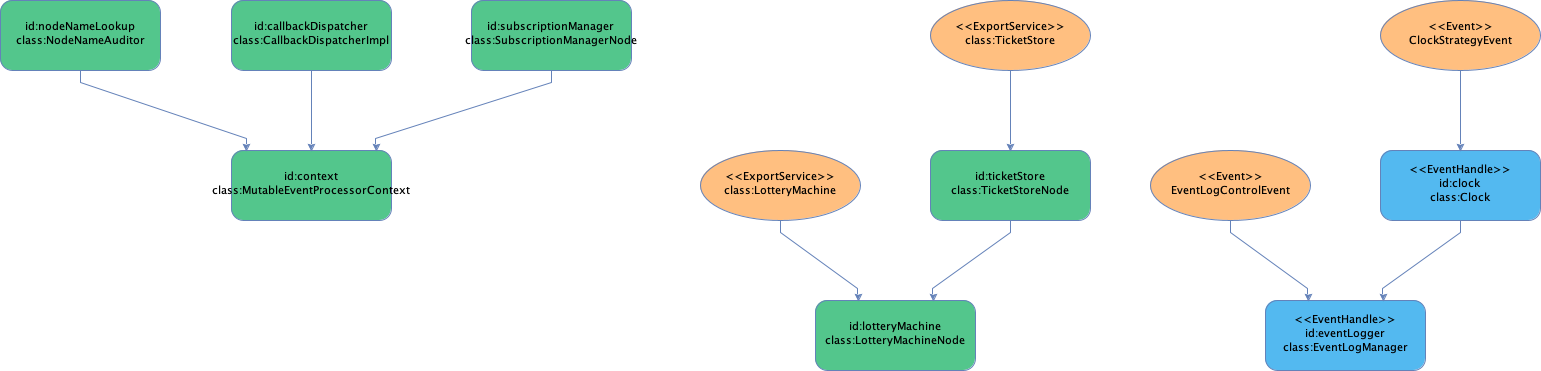 id:nodeNameLookup
class:NodeNameAuditor
id:callbackDispatcher
class:CallbackDispatcherImpl
id:subscriptionManager
class:SubscriptionManagerNode
<<ExportService>>
class:TicketStore
<<Event>>
ClockStrategyEvent
id:context
class:MutableEventProcessorContext
<<ExportService>>
class:LotteryMachine
id:ticketStore
class:TicketStoreNode
<<Event>>
EventLogControlEvent
<<EventHandle>>
id:clock
class:Clock
id:lotteryMachine
class:LotteryMachineNode
<<EventHandle>>
id:eventLogger
class:EventLogManager